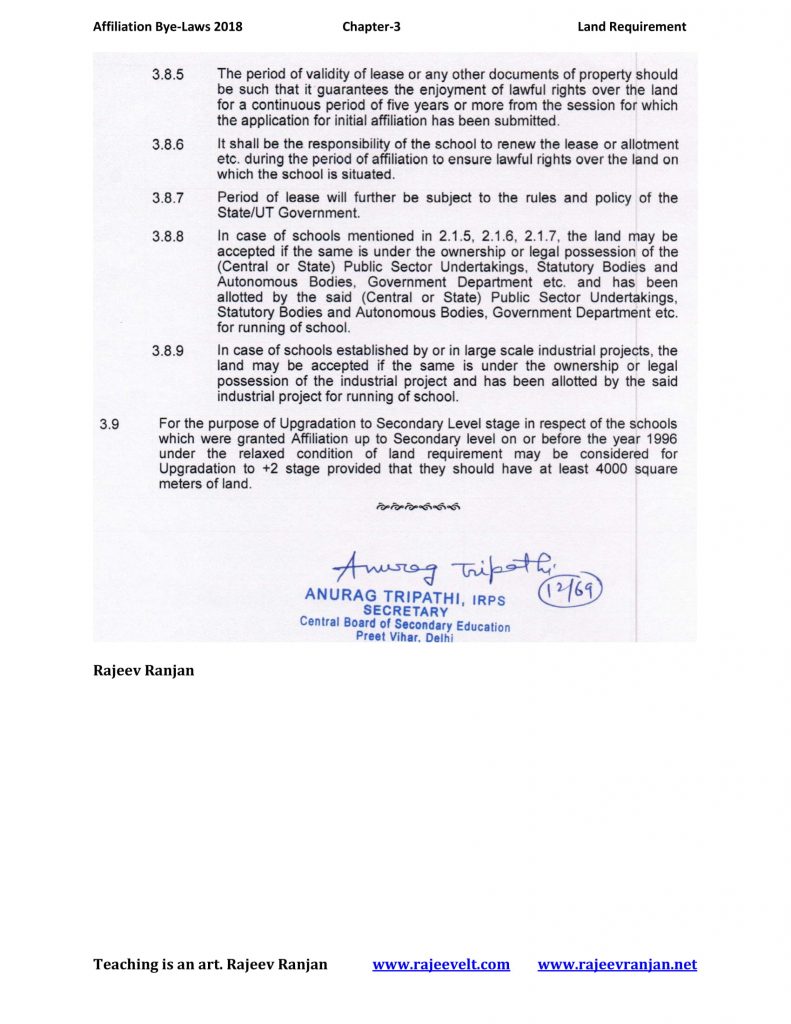 Affiliation Bye-Laws 2018 Chapter-3 Land Requirement
3.8.5 The period of validity of lease or any other documents of property should
be such that it guarantees the enjoyment of lawful rights over the land
for a continuous period of five years or more from the session for which
the application for initial affiliation has been submitted.
3.8.6 It shall be the responsibility of the school to renew the lease or allotment
etc. during the period of affiliation to ensure lawful rights over the land on
which the school is situated.
3.8.7 Period of lease will further be subject to the rules and policy of the
State/UT Government.
3.8.8 In case of schools mentioned in 2.1.5, 2.1.6, 2.1.7, the land may be
accepted if the same is under the ownership or legal possession of the
(Central or State) Public Sector Undertakings, Statutory Bodies and
Autonomous Bodies, Government Department etc. and has been
allotted by the said (Central or State) Public Sector Undertakings,
Statutory Bodies and Autonomous Bodies, Government Department etc.
for running of school.
3.8.9 In case of schools established by or in large scale industrial projects, the
land may be accepted if the same is under the ownership or legal
possession of the industrial project and has been allotted by the said
industrial project for running of school.
3.9 For the purpose of Upgradation to Secondary Level stage in respect of the schools
which were granted Affiliation up to Secondary level on or before the year 1996
under the relaxed condition of land requirement may be considered for
Upgradation to +2 stage provided that they should have at least 4000 square
meters of land.
Anurag Tripathi.
12/69
ANURAG TRIPATHI, IRPS
SECRETARY
Central Board of Secondary Education
Preet Vihar, Delhi
Rajeev Ranjan
Teaching is an art. Rajeev Ranjan www.rajeevelt.com www.rajeevranjan.net